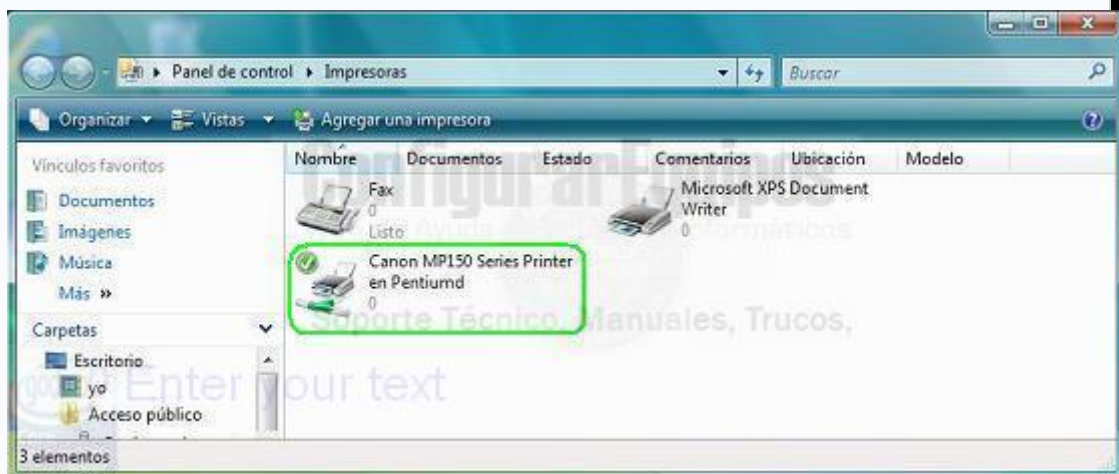 Panel de control ▸ Impresoras
Buscar
Organizar Vistas Agregar una impresora
Vínculos favoritos
Documentos
Imágenes
Música
Más »
Carpetas
Escritorio
yo
Acceso público
Nombre Documentos Estado Comentarios Ubicación Modelo
Fax
0
Listo
Microsoft XPS Document
Writer
0
Canon MP150 Series Printer
en Pentiumd
0
ConfigurarEquipos
Ayuda
Informáticos
Soporte Técnico, Manuales, Trucos,
Enter your text
3 elementos